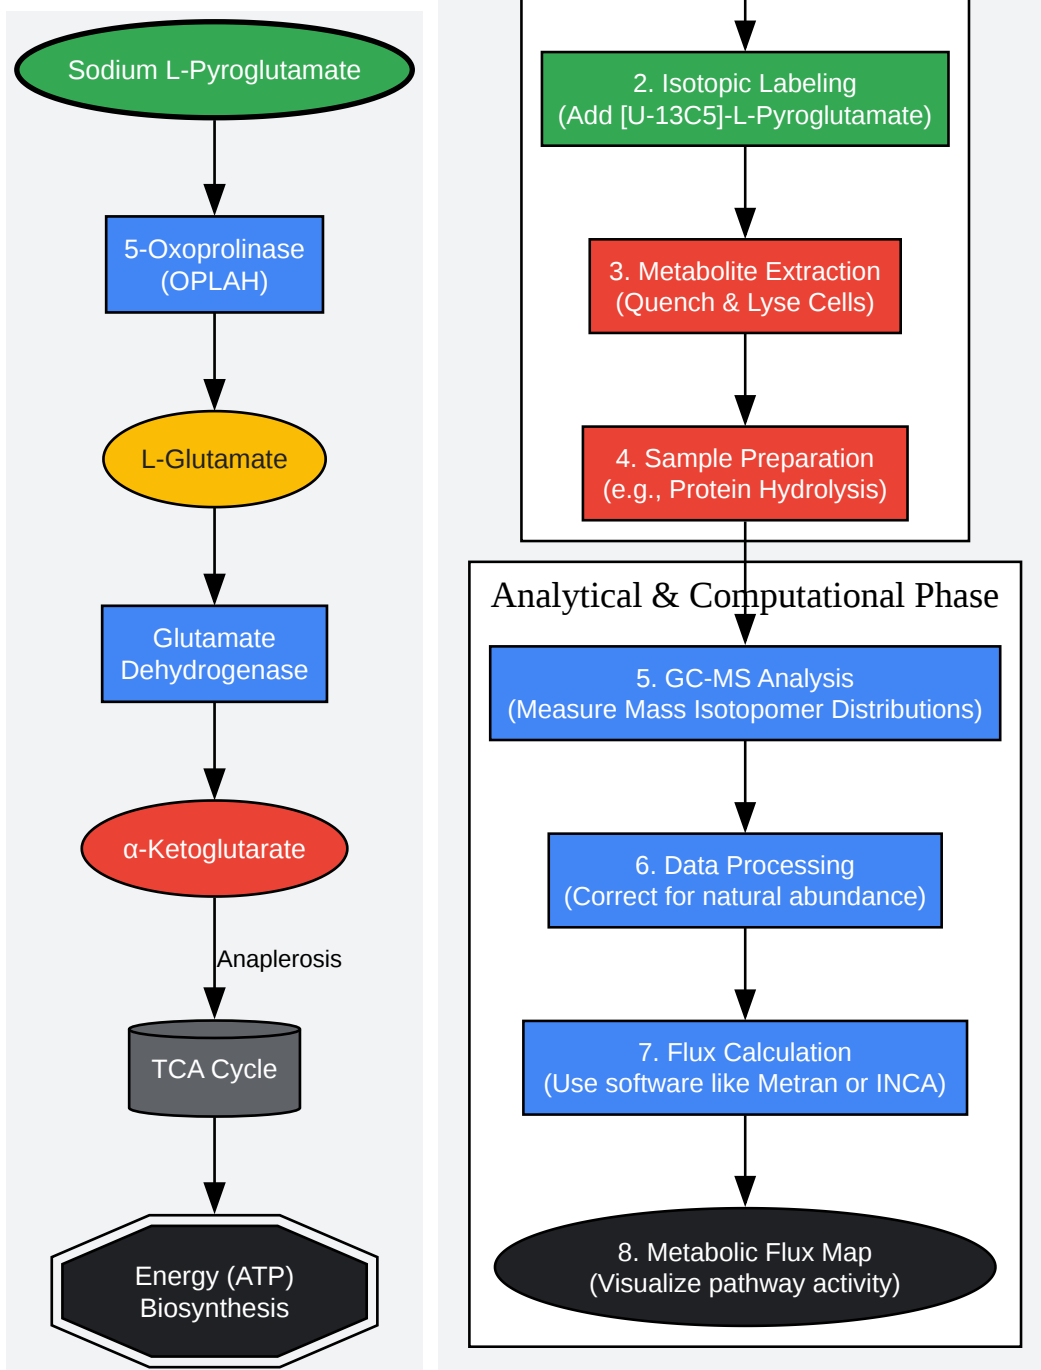 Sodium L-Pyroglutamate
5-Oxoprolinase
(OPLAH)
L-Glutamate
Glutamate
Dehydrogenase
α-Ketoglutarate
Anaplerosis
TCA Cycle
Energy (ATP)
Biosynthesis
2. Isotopic Labeling
(Add [U-13C5]-L-Pyroglutamate)
3. Metabolite Extraction
(Quench & Lyse Cells)
4. Sample Preparation
(e.g., Protein Hydrolysis)
Analytical & Computational Phase
5. GC-MS Analysis
(Measure Mass Isotopomer Distributions)
6. Data Processing
(Correct for natural abundance)
7. Flux Calculation
(Use software like Metran or INCA)
8. Metabolic Flux Map
(Visualize pathway activity)